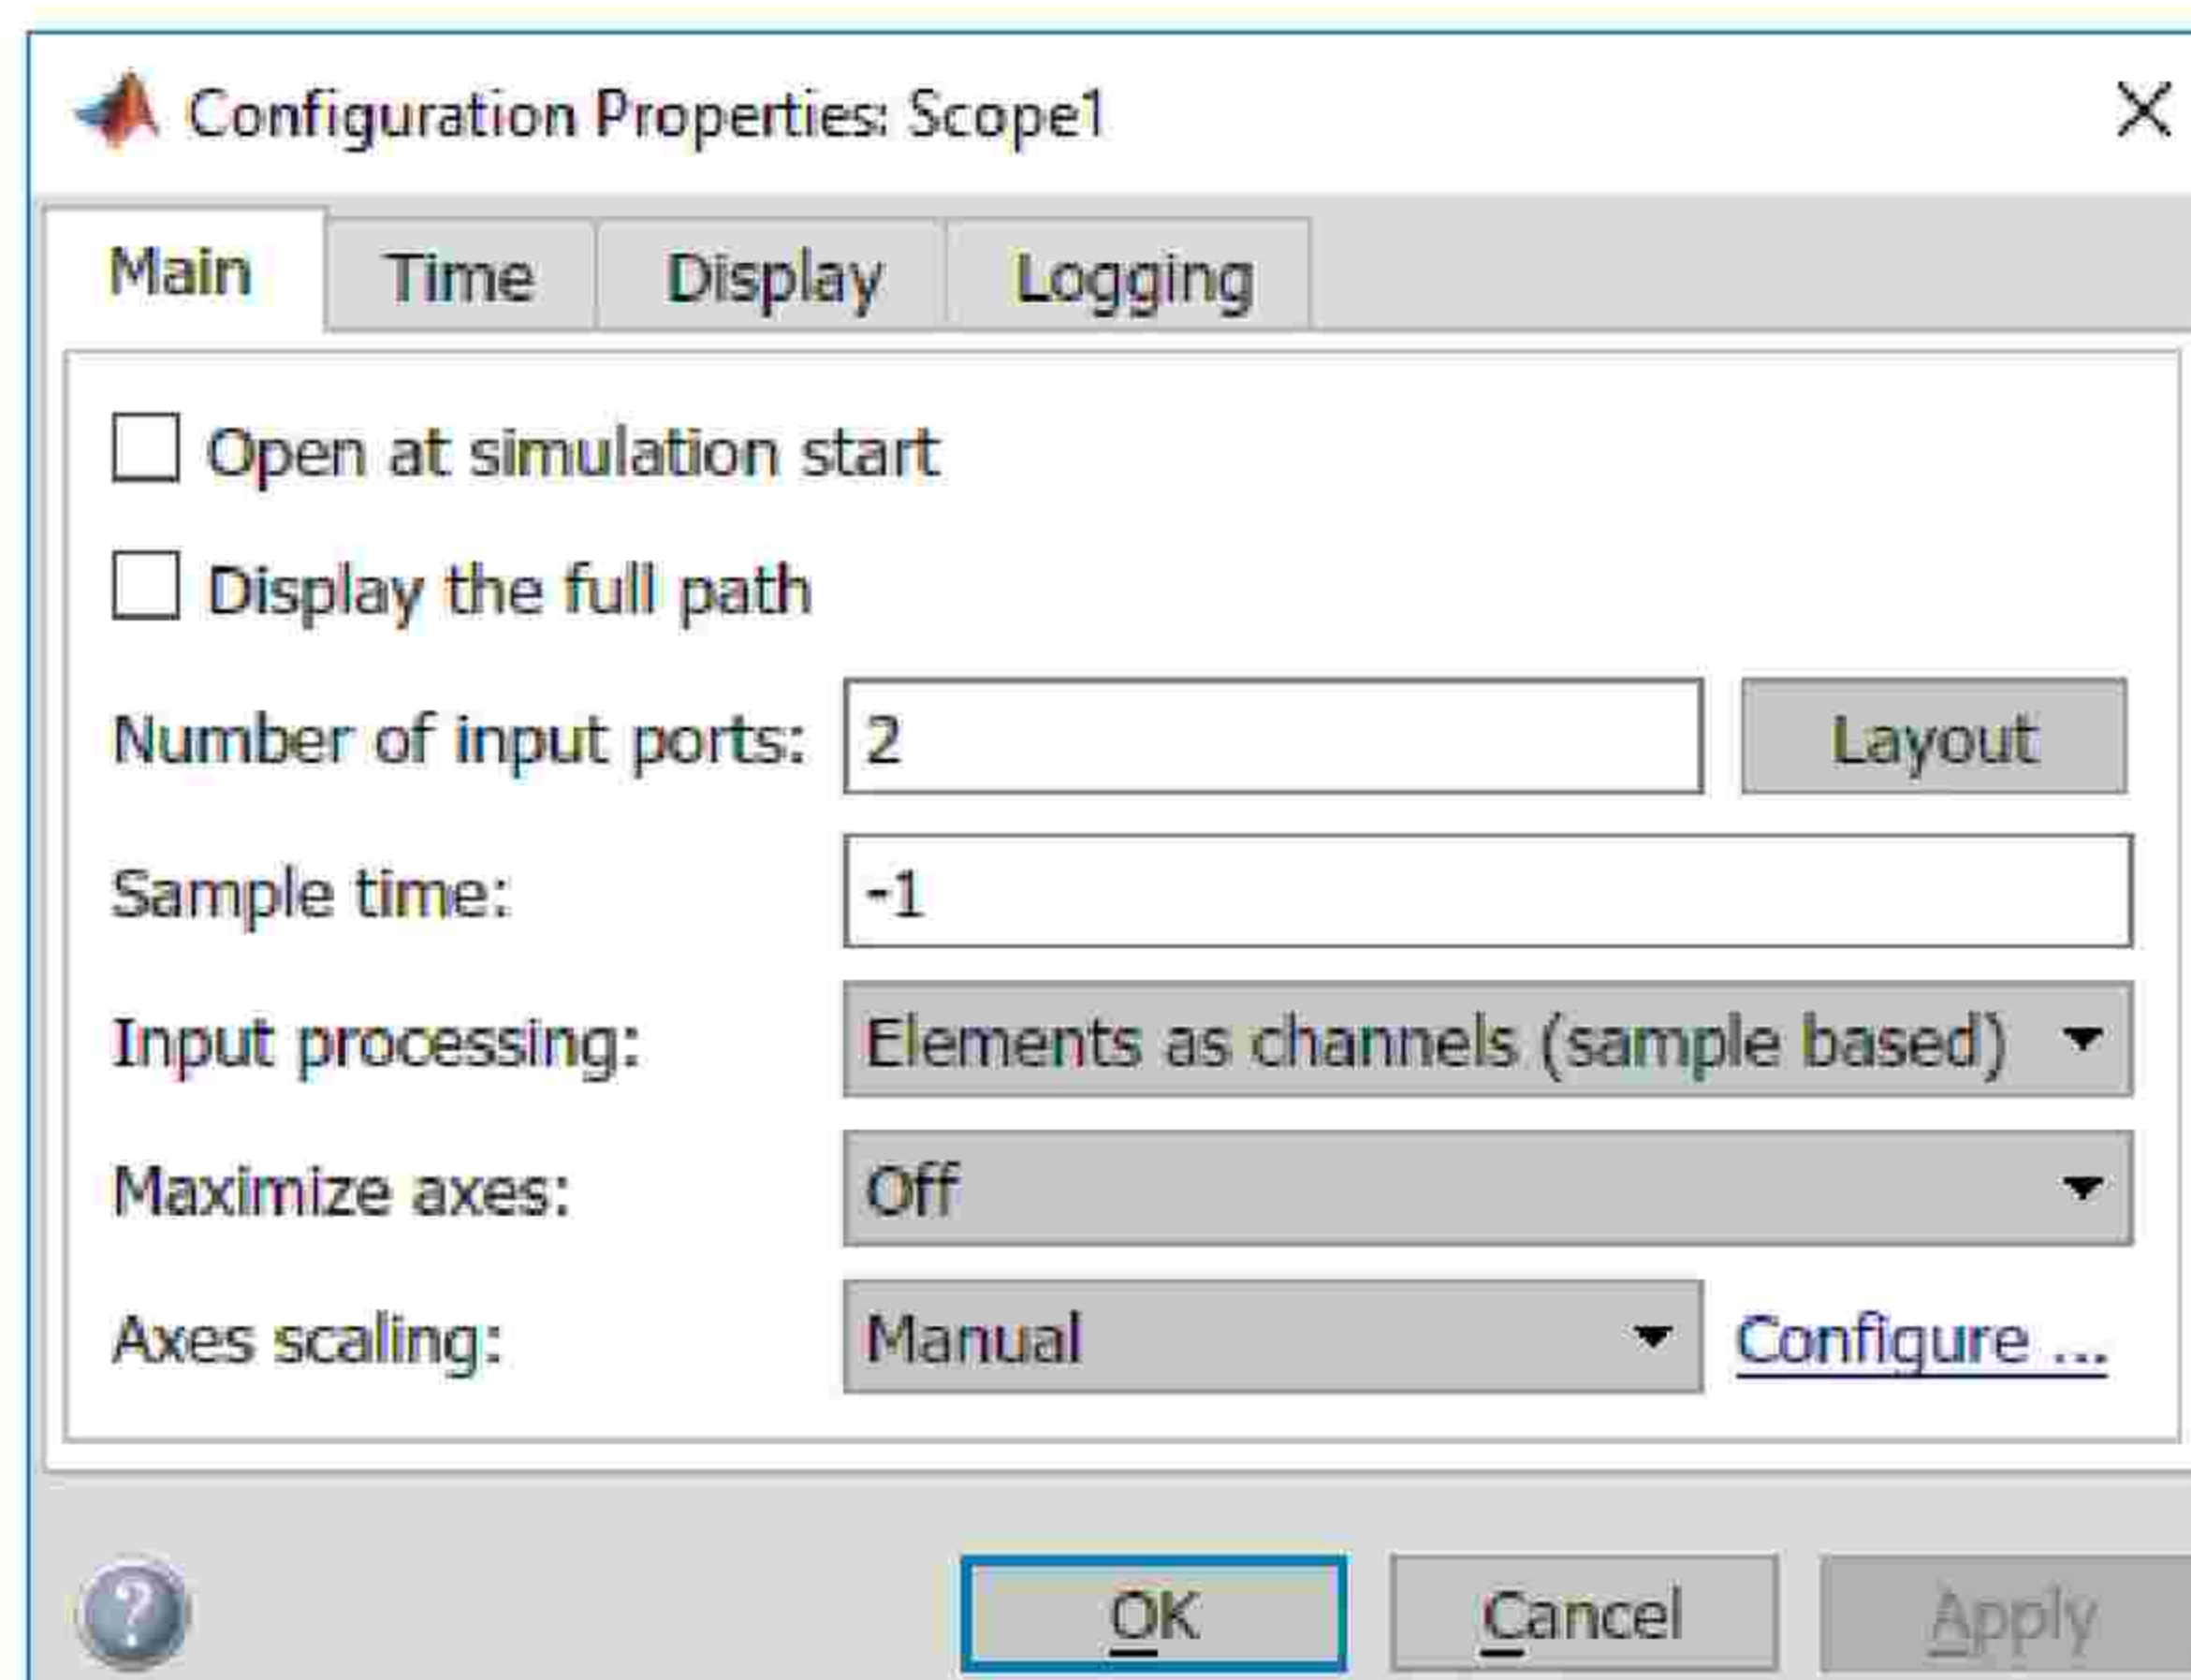 Configuration Properties: Scope1
Main Time Display Logging
Open at simulation start
Display the full path
Number of input ports: 2 Layout
Sample time: -1
Input processing: Elements as channels (sample based)
Maximize axes: Off
Axes scaling: Manual Configure ...
? OK Cancel Apply